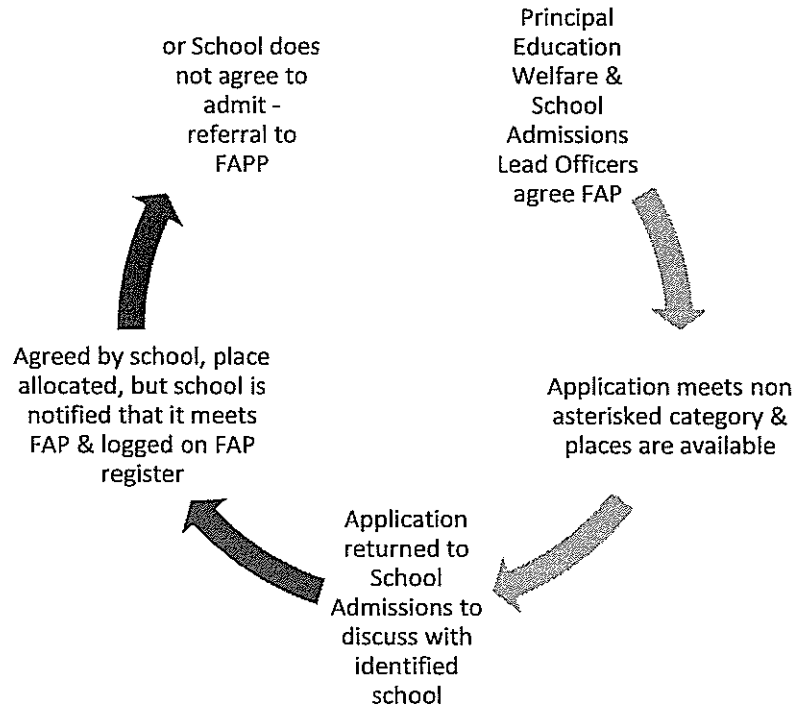 Principal
Education
Welfare &
School
Admissions
Lead Officers
agree FAP
Application meets non
asterisked category &
places are available
Application
returned to
School
Admissions to
discuss with
identified
school
Agreed by school, place
allocated, but school is
notified that it meets
FAP & logged on FAP
register
or School does
not agree to
admit -
referral to
FAPP